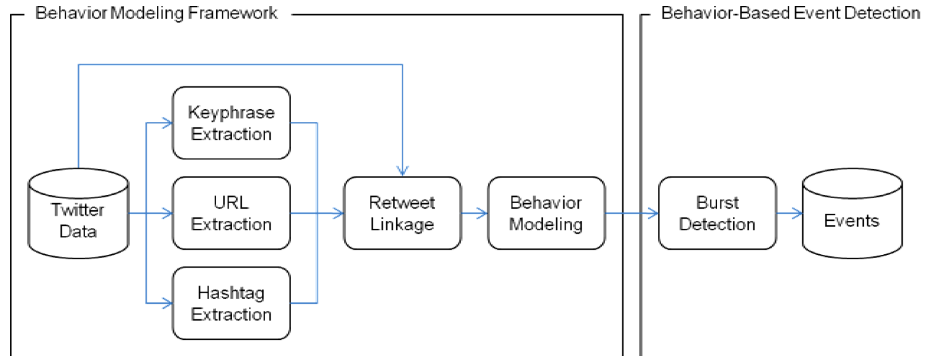 Behavior Modeling Framework
Behavior-Based Event Detection
Keyphrase
Extraction
Twitter
Data
URL
Extraction
Retweet
Linkage
Behavior
Modeling
Burst
Detection
Events
Hashtag
Extraction